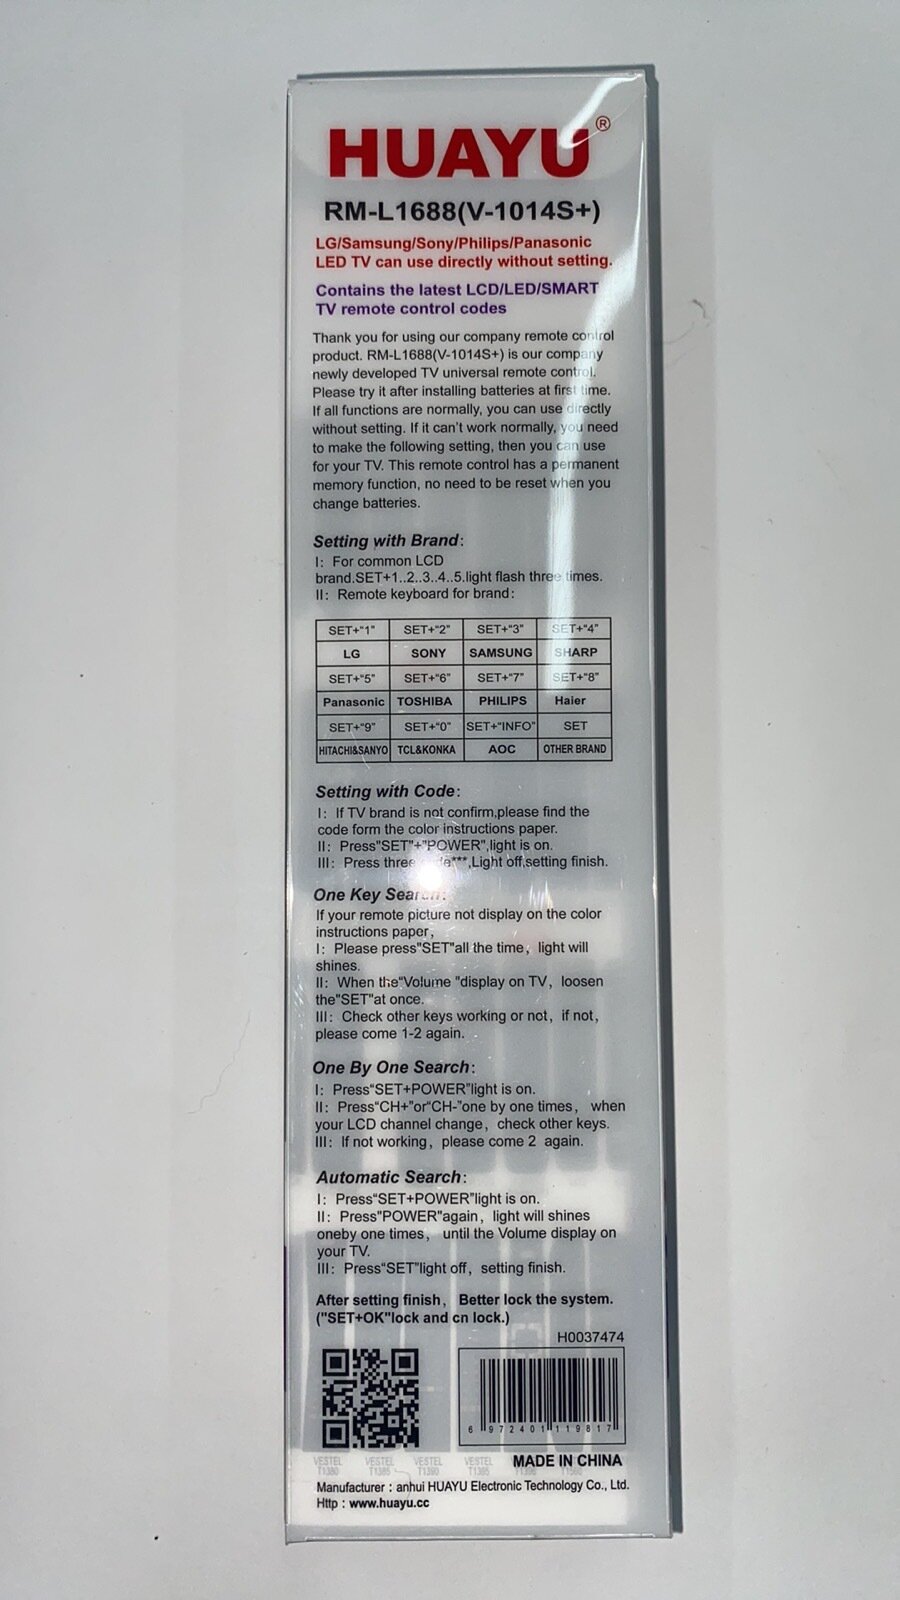 HUAYU®
RM-L1688(V-1014S+)
LG/Samsung/Sony/Philips/Panasonic
LED TV can use directly without setting.
Contains the latest LCD/LED/SMART
TV remote control codes
Thank you for using our company remote control
product. RM-L1688(V-1014S+) is our company
newly developed TV universal remote control.
Please try it after installing batteries at first time.
If all functions are normally, you can use directly
without setting. If it can't work normally, you need
to make the following setting, then you can use
for your TV. This remote control has a permanent
memory function, no need to be reset when you
change batteries.
Setting with Brand:
I: For common LCD
brand.SET+1..2..3..4..5.light flash three times.
II: Remote keyboard for brand:
SET+"1" SET+"2" SET+"3" SET+"4"
LG SONY SAMSUNG SHARP
SET+"5" SET+"6" SET+"7" SET+"8"
Panasonic TOSHIBA PHILIPS Haier
SET+"9" SET+"0" SET+"INFO" SET
HITACHI&SANYO TCL&KONKA AOC OTHER BRAND
Setting with Code:
I: If TV brand is not confirm,please find the
code form the color instructions paper.
II: Press"SET"+"POWER",light is on.
III: Press three ***,Light off,setting finish.
One Key Search:
If your remote picture not display on the color
instructions paper,
I: Please press"SET"all the time, light will
shines.
II: When the"Volume "display on TV, loosen
the"SET"at once.
III: Check other keys working or not, if not,
please come 1-2 again.
One By One Search:
I: Press"SET+POWER"light is on.
II: Press"CH+"or"CH-"one by one times, when
your LCD channel change, check other keys.
III: If not working, please come 2 again.
Automatic Search:
I: Press"SET+POWER"light is on.
II: Press"POWER"again, light will shines
oneby one times, until the Volume display on
your TV.
III: Press"SET"light off, setting finish.
After setting finish, Better lock the system.
("SET+OK"lock and cn lock.)
H0037474
6 972401 119817
MADE IN CHINA
VESTEL VESTEL VESTEL VESTEL
T1380 T1385 T1390 T1395
Manufacturer : anhui HUAYU Electronic Technology Co., Ltd.
Http : www.huayu.cc